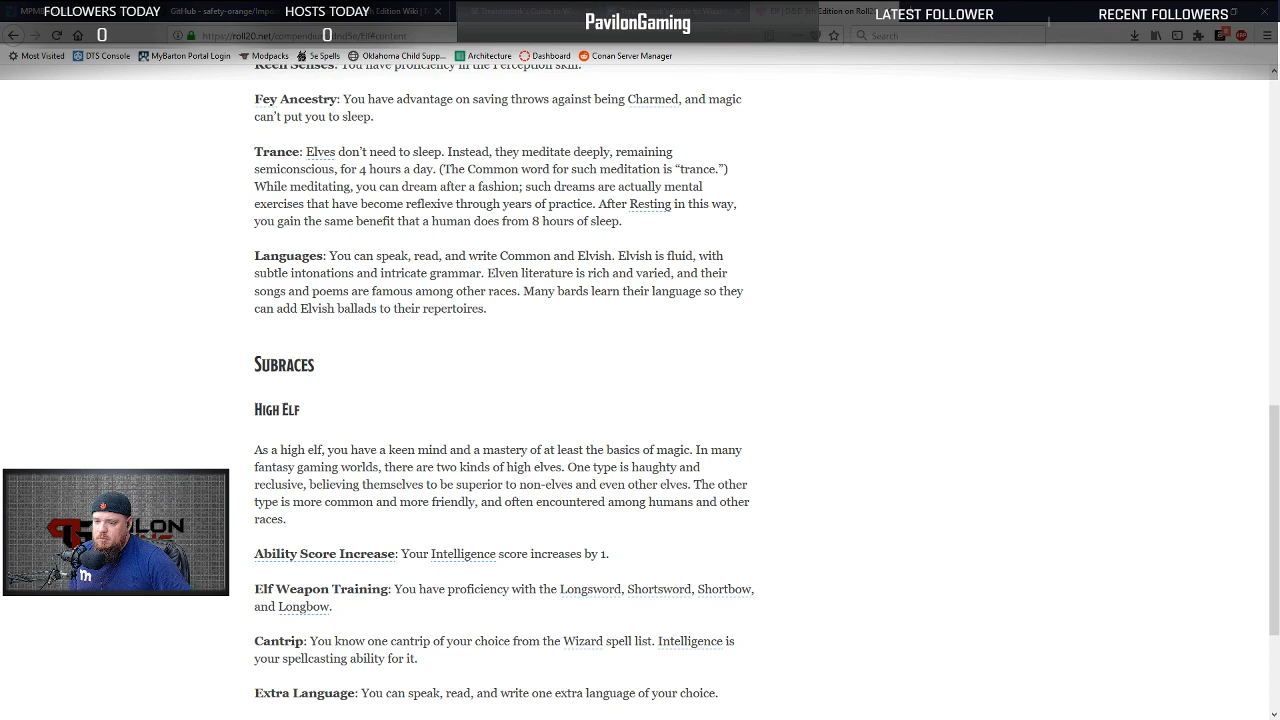 FOLLOWERS TODAY
0
HOSTS TODAY
0
PavilonGaming
LATEST FOLLOWER
RECENT FOLLOWERS
Search
Most Visited DTS Console MyBarton Portal Login Modpacks 5e Spells Oklahoma Child Supp... Architecture Dashboard Conan Server Manager
Keen Senses: You have proficiency in the Perception skill.
Fey Ancestry: You have advantage on saving throws against being Charmed, and magic
can’t put you to sleep.
Trance: Elves don’t need to sleep. Instead, they meditate deeply, remaining
semiconscious, for 4 hours a day. (The Common word for such meditation is “trance.”)
While meditating, you can dream after a fashion; such dreams are actually mental
exercises that have become reflexive through years of practice. After Resting in this way,
you gain the same benefit that a human does from 8 hours of sleep.
Languages: You can speak, read, and write Common and Elvish. Elvish is fluid, with
subtle intonations and intricate grammar. Elven literature is rich and varied, and their
songs and poems are famous among other races. Many bards learn their language so they
can add Elvish ballads to their repertoires.
Subraces
High Elf
As a high elf, you have a keen mind and a mastery of at least the basics of magic. In many
fantasy gaming worlds, there are two kinds of high elves. One type is haughty and
reclusive, believing themselves to be superior to non-elves and even other elves. The other
type is more common and more friendly, and often encountered among humans and other
races.
Ability Score Increase: Your Intelligence score increases by 1.
Elf Weapon Training: You have proficiency with the Longsword, Shortsword, Shortbow,
and Longbow.
Cantrip: You know one cantrip of your choice from the Wizard spell list. Intelligence is
your spellcasting ability for it.
Extra Language: You can speak, read, and write one extra language of your choice.